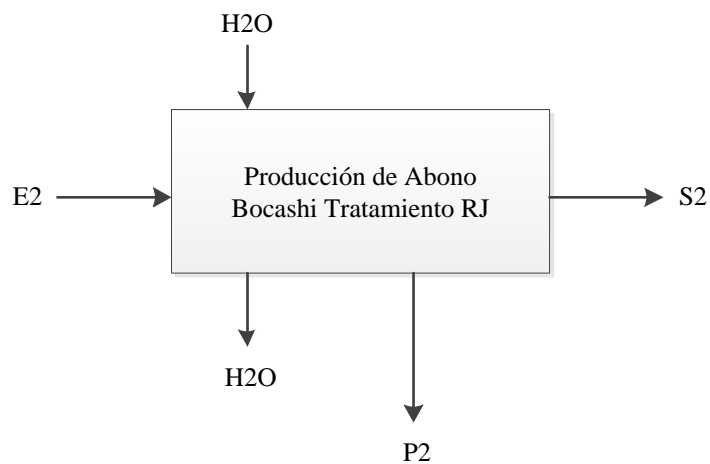 H2O
Producción de Abono
Bocashi Tratamiento RJ
E2
S2
H2O
P2